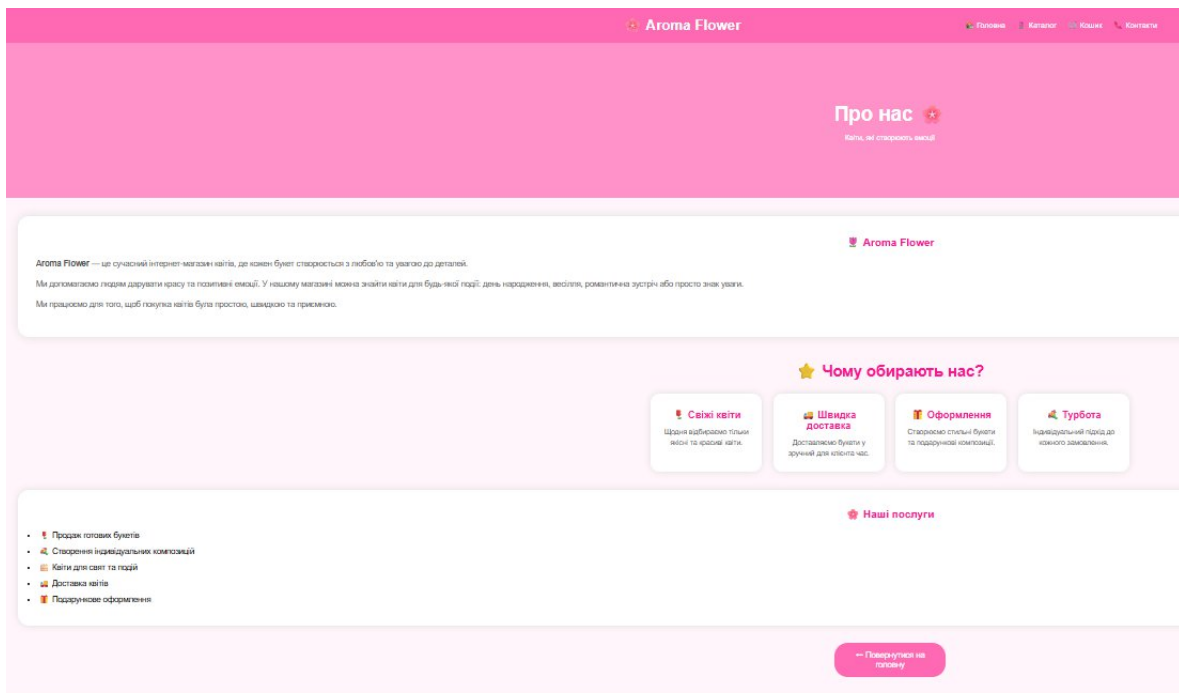 🌸 Aroma Flower
Головна
Каталог
Кошик
Контакти
Про нас 🌸
Квіти, які створюють емоції
🌷 Aroma Flower
Aroma Flower — це сучасний інтернет-магазин квітів, де кожен букет створюється з любов'ю та увагою до деталей.
Ми допомагаємо людям дарувати красу та позитивні емоції. У нашому магазині можна знайти квіти для будь-якої події: день народження, весілля, романтична зустріч або просто знак уваги.
Ми працюємо для того, щоб покупка квітів була простою, швидкою та приємною.
⭐ Чому обирають нас?
🌹 Свіжі квіти
Щодня відбираємо тільки
якісні та красиві квіти.
🚚 Швидка
доставка
Доставляємо букети у
зручний для клієнта час.
🎁 Оформлення
Створюємо стильні букети
та подарункові композиції.
💐 Турбота
Індивідуальний підхід до
кожного замовлення.
🌸 Наші послуги
• 🌹 Продаж готових букетів
• 💐 Створення індивідуальних композицій
• Квіти для свят та подій
• 🚚 Доставка квітів
• 🎁 Подарункове оформлення
Повернутися на
головну